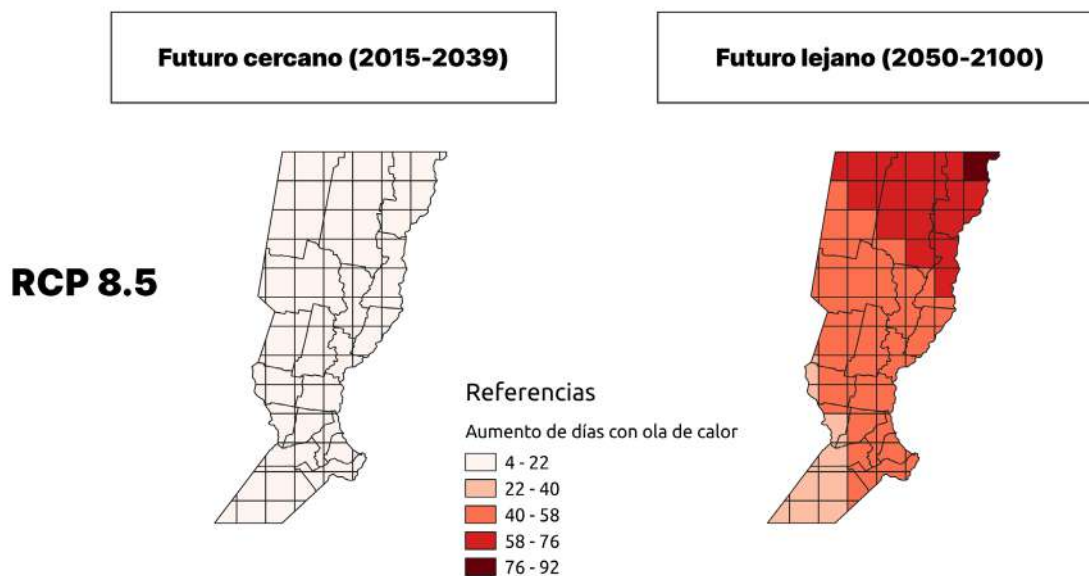 Futuro cercano (2015-2039)
Futuro lejano (2050-2100)
RCP 8.5
Referencias
Aumento de días con ola de calor
4 - 22
22 - 40
40 - 58
58 - 76
76 - 92